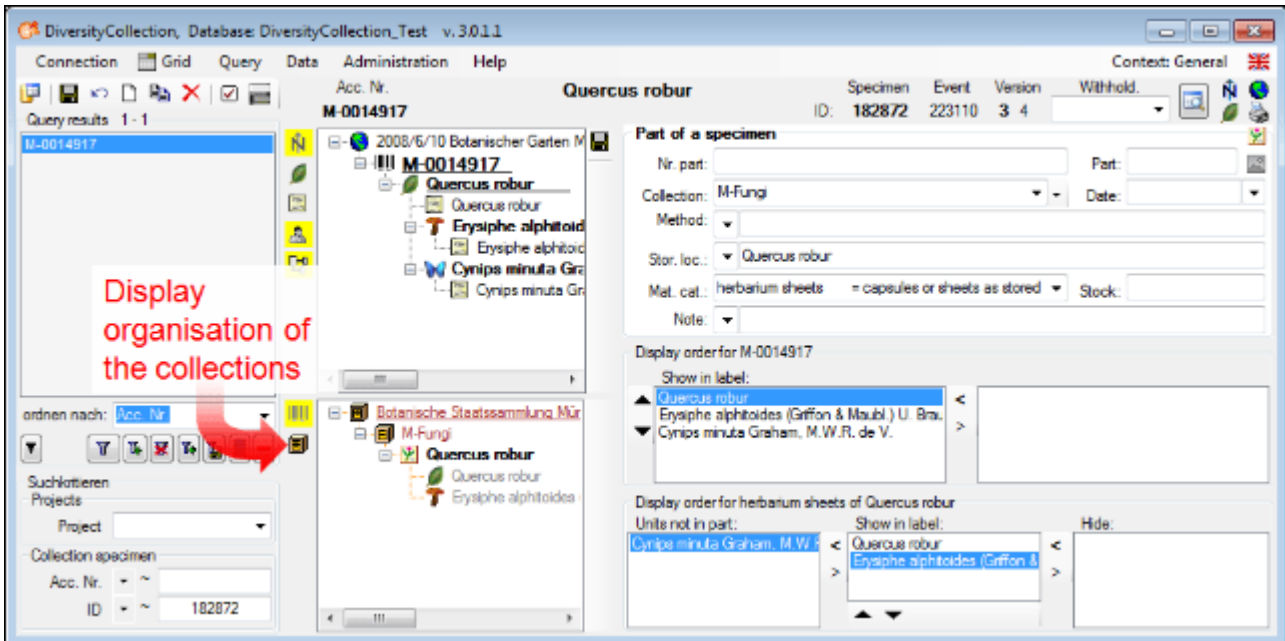 DiversityCollection, Database: DiversityCollection_Test v. 3.0.1.1
Connection Grid Query Data Administration Help Context: General
Query results 1 - 1
M-0014917
Acc. Nr.
M-0014917
Quercus robur
Specimen Event Version Withhold.
ID: 182872 223110 3 4
2008/6/10 Botanischer Garten M
M-0014917
Quercus robur
Quercus robur
Erysiphe alphitoid
Erysiphe alphitoid
Cynips minuta Gra
Cynips minuta Gra
Display
organisation of
the collections
ordnen nach: Acc. Nr.
Suchkriterien
Projects
Project
Collection specimen
Acc. Nr. ~
ID ~ 182872
Botanische Staatssammlung Mün
M-Fungi
Quercus robur
Quercus robur
Erysiphe alphitoides
Part of a specimen
Nr. part: Part:
Collection: M-Fungi Date:
Method:
Stor. loc.: Quercus robur
Mat. cat.: herbarium sheets = capsules or sheets as stored Stock:
Note:
Display order for M-0014917
Show in label:
Quercus robur
Erysiphe alphitoides (Griffon & Maubl.) U. Brau.
Cynips minuta Graham, M.W.R. de V.
< >
Display order for herbarium sheets of Quercus robur
Units not in part: Show in label: Hide:
Cynips minuta Graham, M.W.R < Quercus robur <
> Erysiphe alphitoides (Griffon & >